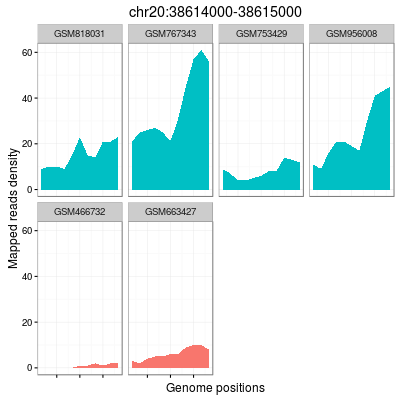 chr20:38614000-38615000
GSM818031 GSM767343 GSM753429 GSM956008
60
40
20
0
GSM466732 GSM663427
60
40
20
0
Mapped reads density
Genome positions